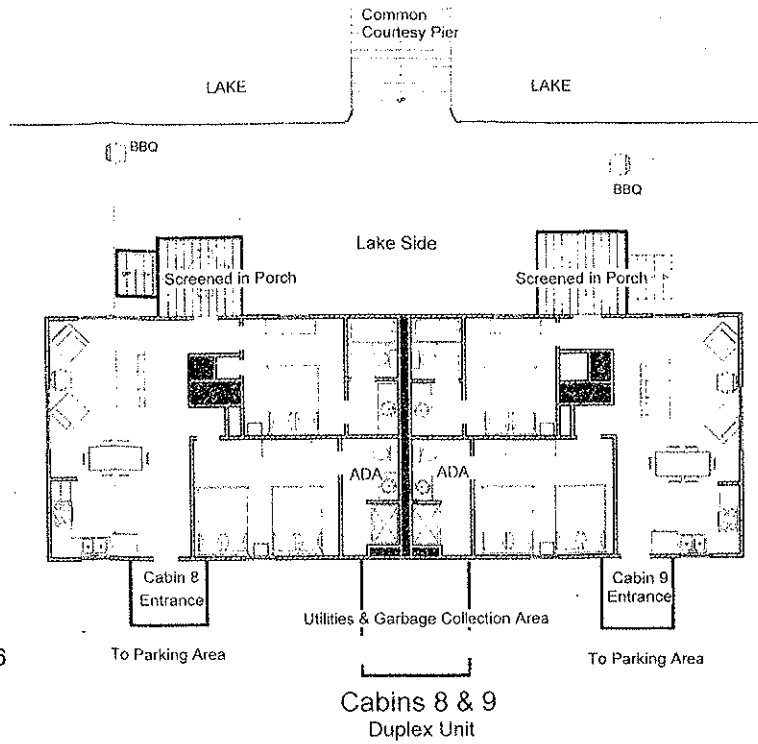 Common
Courtesy Pier
LAKE
LAKE
BBQ
BBQ
Lake Side
Screened in Porch
Screened in Porch
ADA
ADA
Cabin 8
Entrance
Cabin 9
Entrance
Utilities & Garbage Collection Area
6
To Parking Area
To Parking Area
Cabins 8 & 9
Duplex Unit